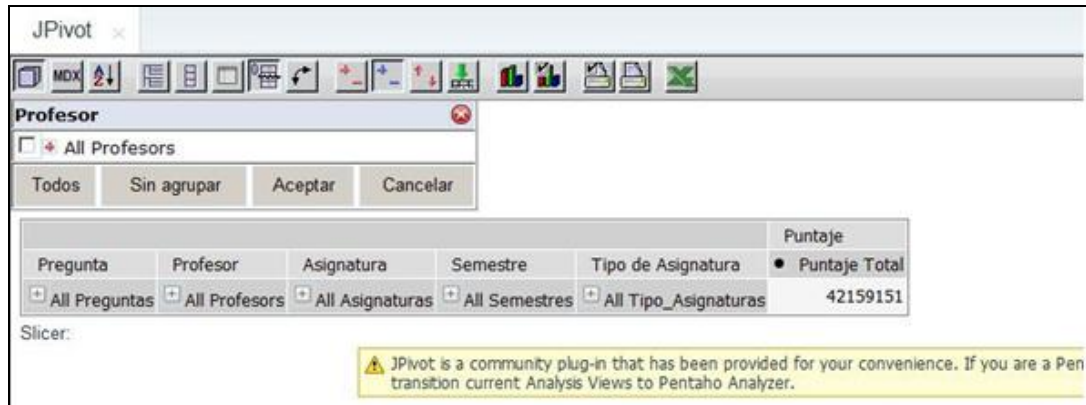 JPivot
MDX
Profesor
All Profesors
Todos Sin agrupar Aceptar Cancelar
Puntaje
Pregunta Profesor Asignatura Semestre Tipo de Asignatura Puntaje Total
All Preguntas All Profesors All Asignaturas All Semestres All Tipo_Asignaturas 42159151
Slicer:
JPivot is a community plug-in that has been provided for your convenience. If you are a Pen
transition current Analysis Views to Pentaho Analyzer.